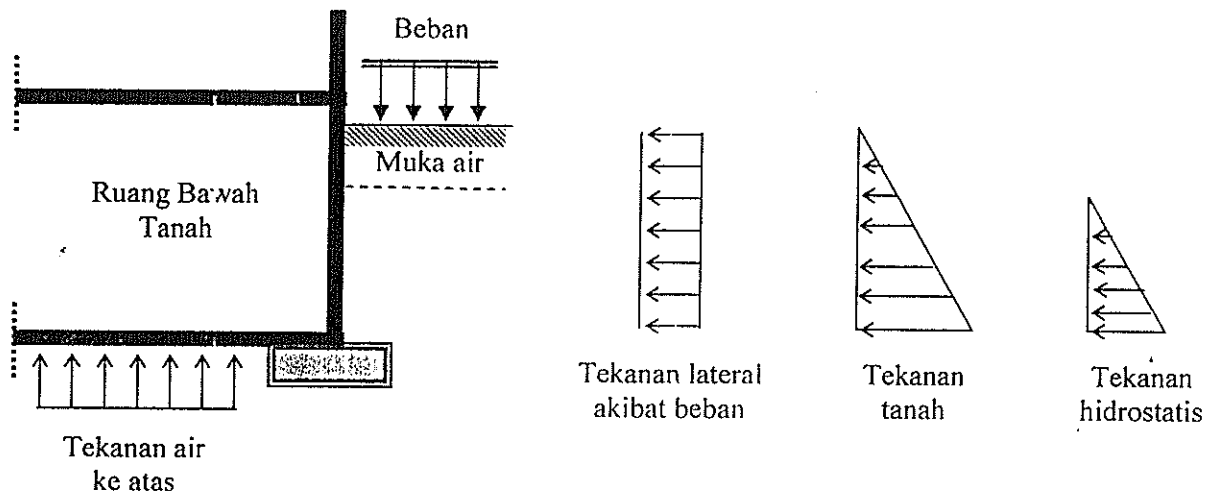 Beban
Muka air
Ruang Bawah
Tanah
Tekanan air
ke atas
Tekanan lateral
akibat beban
Tekanan
tanah
Tekanan
hidrostatis